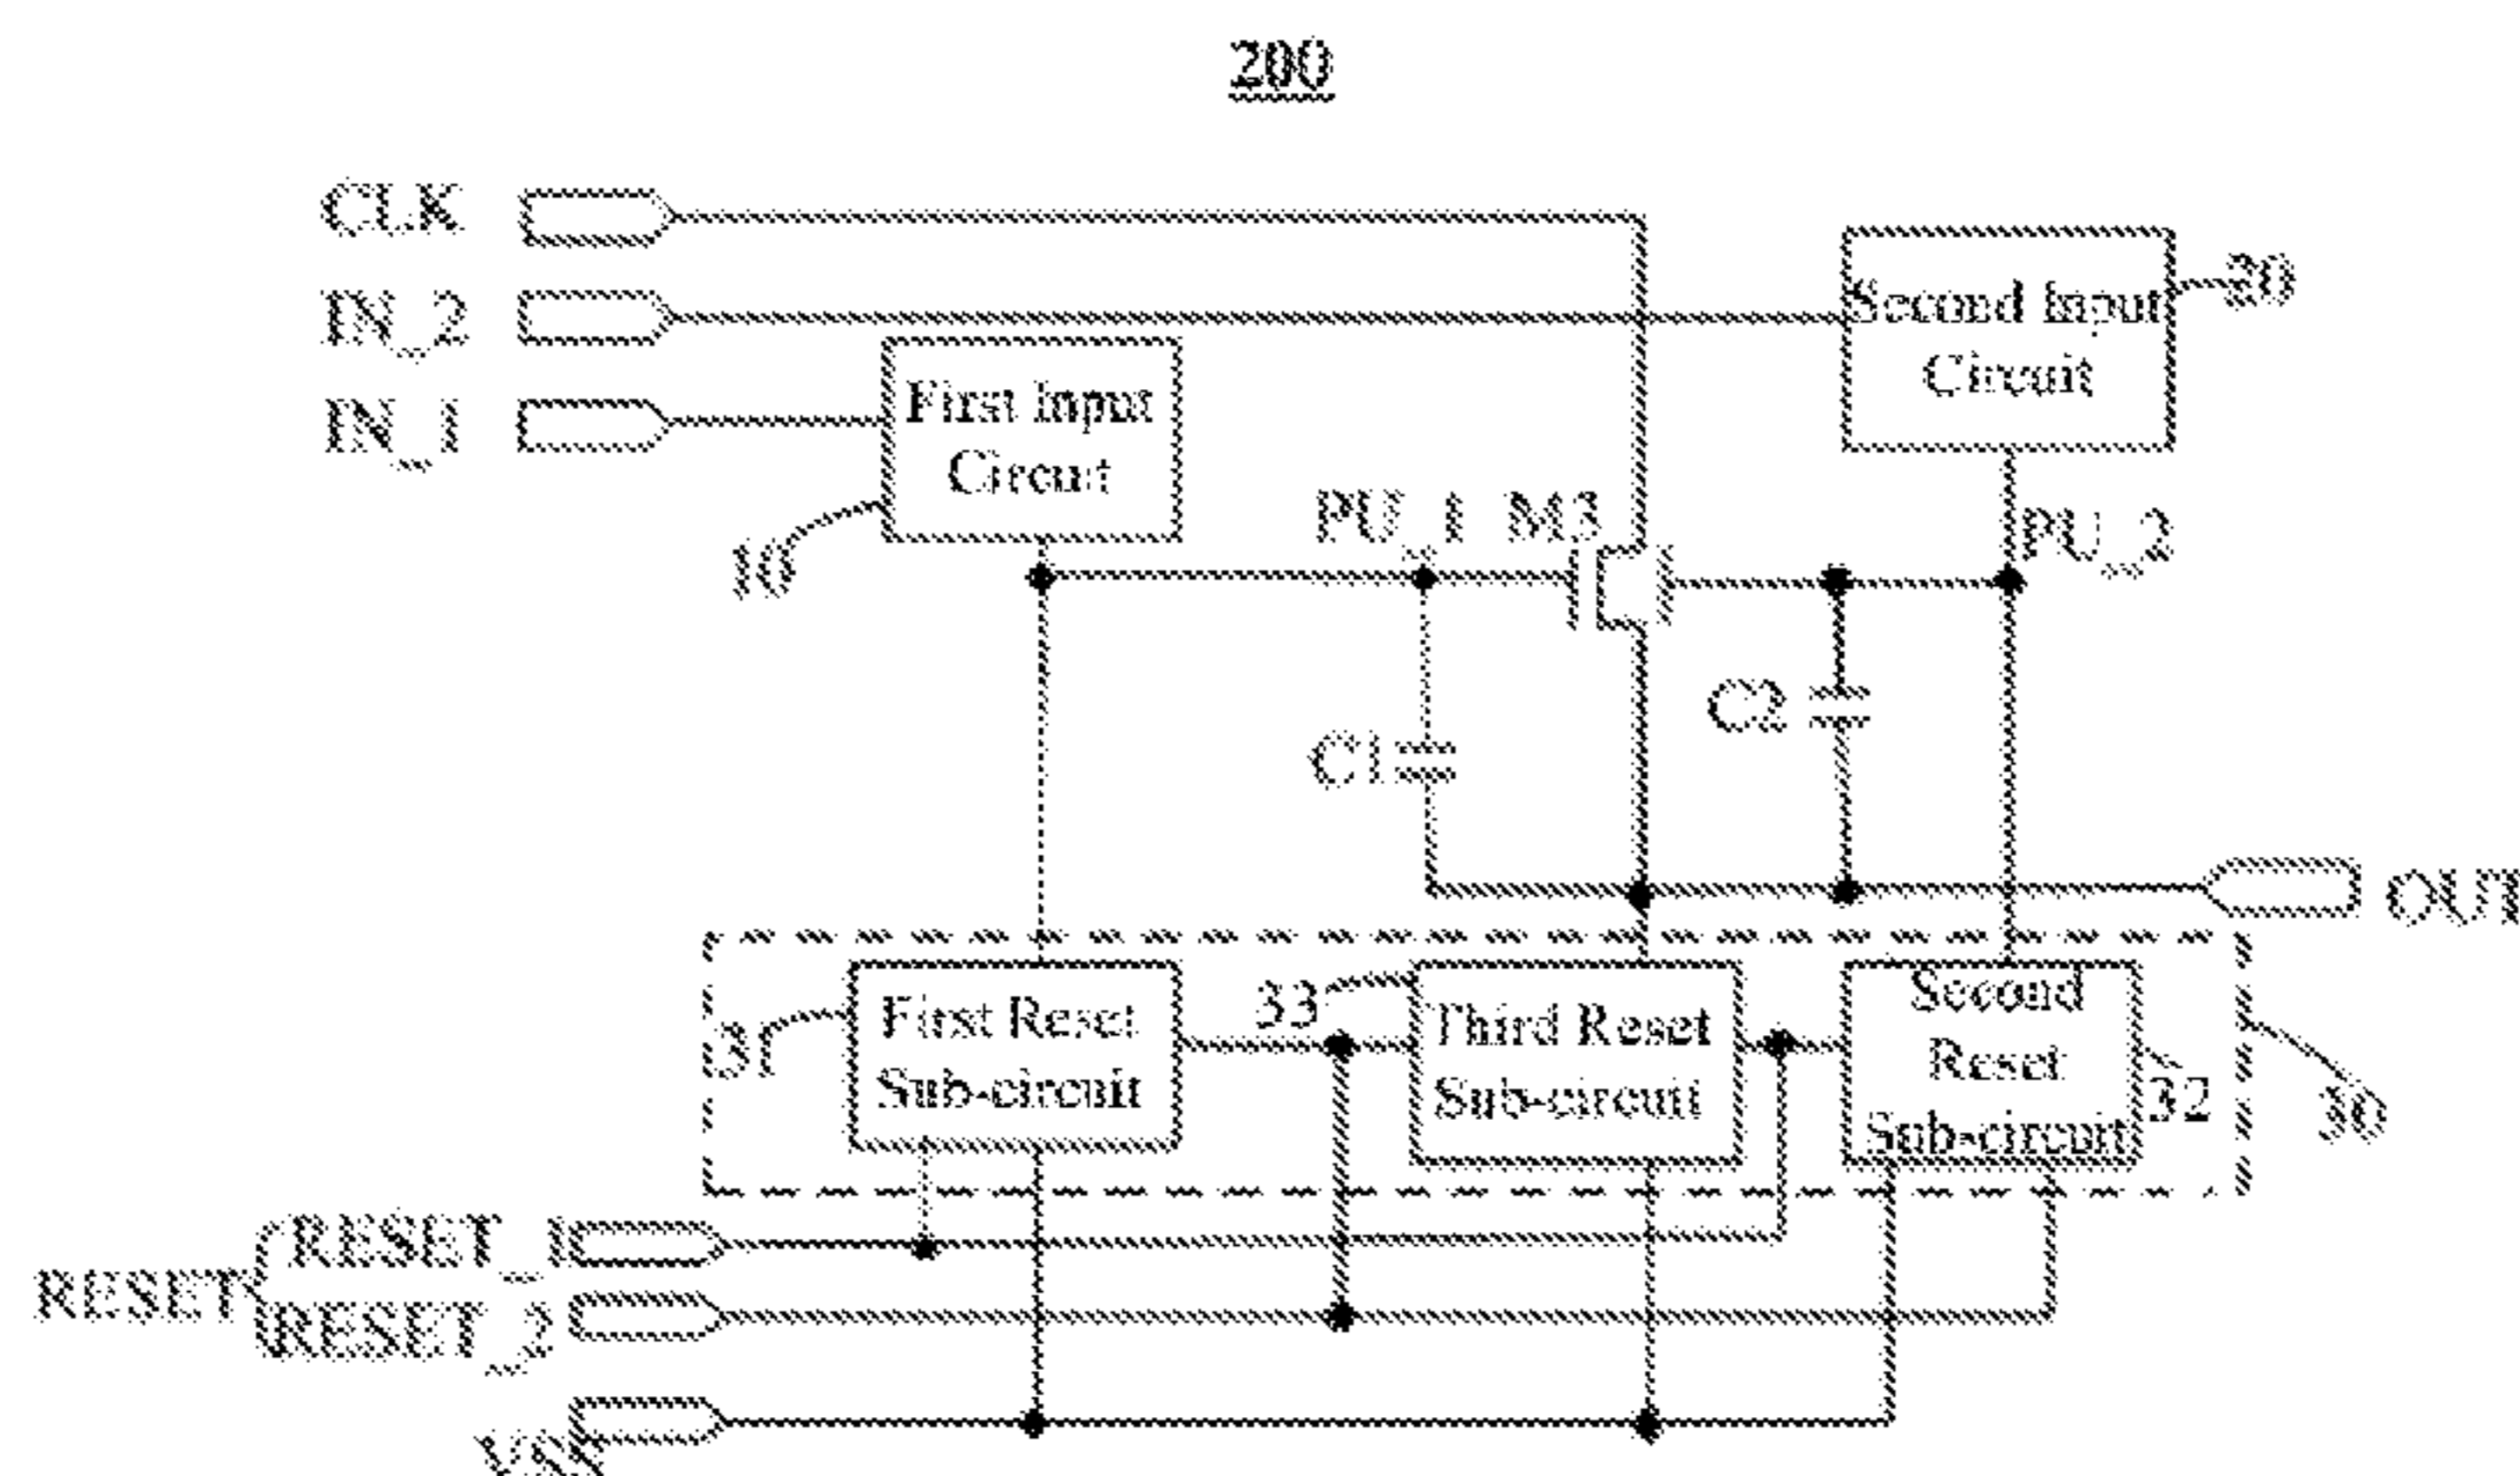 200
CLK
IN_2
IN_1
First Input
Circuit
10
Second Input
Circuit
20
PU_1
M3
PU_2
C1
C2
OUT
31
First Reset
Sub-circuit
33
Third Reset
Sub-circuit
Second
Reset
Sub-circuit
32
30
RESET
RESET_1
RESET_2